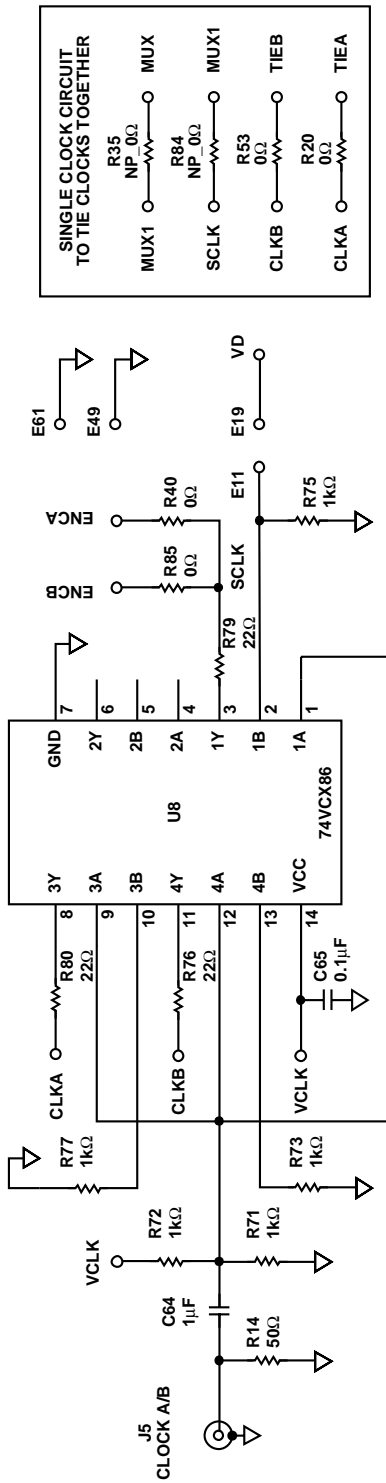 SINGLE CLOCK CIRCUIT
TO TIE CLOCKS TOGETHER
MUX1
R35
NP_0Ω
MUX
SCLK
R84
NP_0Ω
MUX1
CLKB
R53
0Ω
TIEB
CLKA
R20
0Ω
TIEA
J5
CLOCK A/B
C64
1µF
R14
50Ω
VCLK
R72
1kΩ
R71
1kΩ
R77
1kΩ
R73
1kΩ
CLKA
R80
22Ω
CLKB
R76
22Ω
VCLK
C65
0.1µF
8
9
10
11
12
13
14
3Y
3A
3B
4Y
4A
4B
VCC
U8
74VCX86
GND
2Y
2B
2A
1Y
1B
1A
7
6
5
4
3
2
1
R79
22Ω
ENCB
R85
0Ω
ENCA
R40
0Ω
SCLK
R75
1kΩ
E11
E19
VD
E61
E49